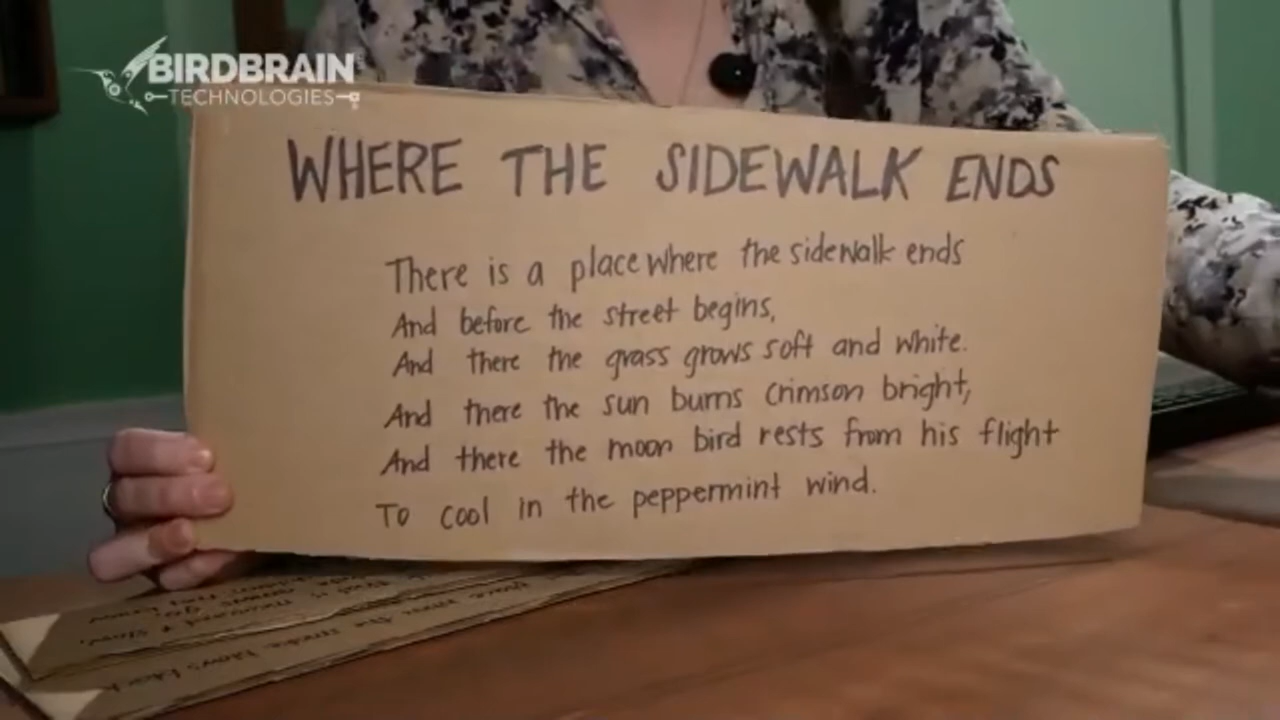 BIRDBRAIN
TECHNOLOGIES
WHERE THE SIDEWALK ENDS
There is a place where the sidewalk ends
And before the street begins,
And there the grass grows soft and white.
And there the sun burns crimson bright,
And there the moon bird rests from his flight
To cool in the peppermint wind.